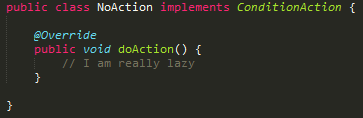 public class NoAction implements ConditionAction {
@Override
public void doAction() {
// I am really lazy
}
}